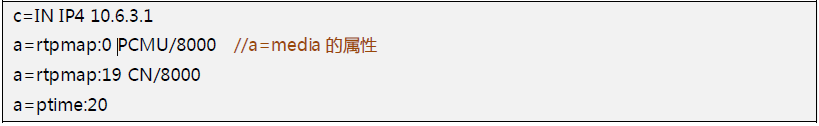 c=IN IP4 10.6.3.1
a=rtpmap:0 PCMU/8000 //a=media 的属性
a=rtpmap:19 CN/8000
a=ptime:20